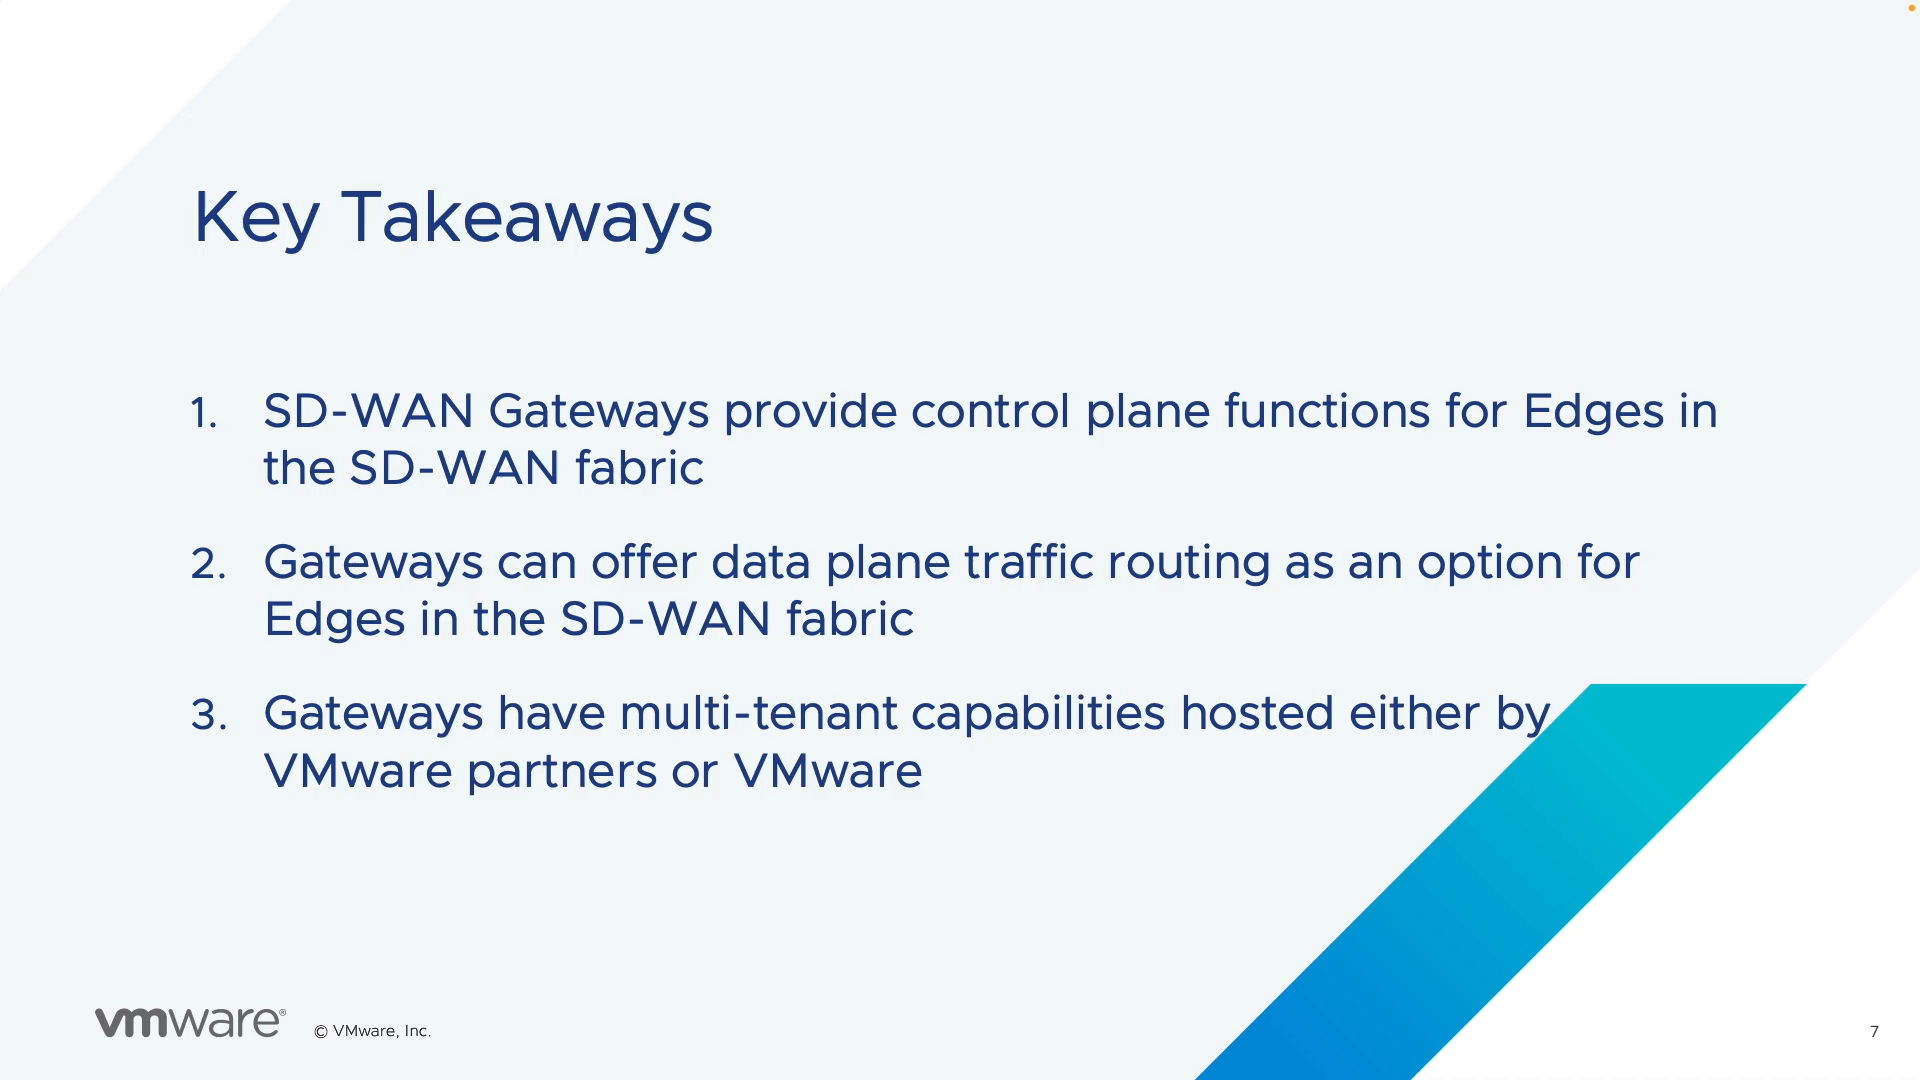 Key Takeaways
1. SD-WAN Gateways provide control plane functions for Edges in
the SD-WAN fabric
2. Gateways can offer data plane traffic routing as an option for
Edges in the SD-WAN fabric
3. Gateways have multi-tenant capabilities hosted either by
VMware partners or VMware
vmware® © VMware, Inc. 7